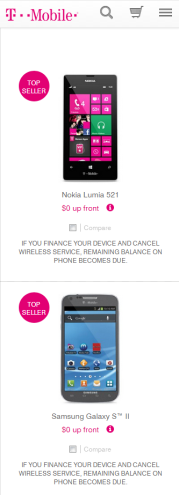 T··Mobile·
TOP
SELLER
Nokia Lumia 521
$0 up front
Compare
IF YOU FINANCE YOUR DEVICE AND CANCEL
WIRELESS SERVICE, REMAINING BALANCE ON
PHONE BECOMES DUE.
TOP
SELLER
Samsung Galaxy S™ II
$0 up front
Compare
IF YOU FINANCE YOUR DEVICE AND CANCEL
WIRELESS SERVICE, REMAINING BALANCE ON
PHONE BECOMES DUE.